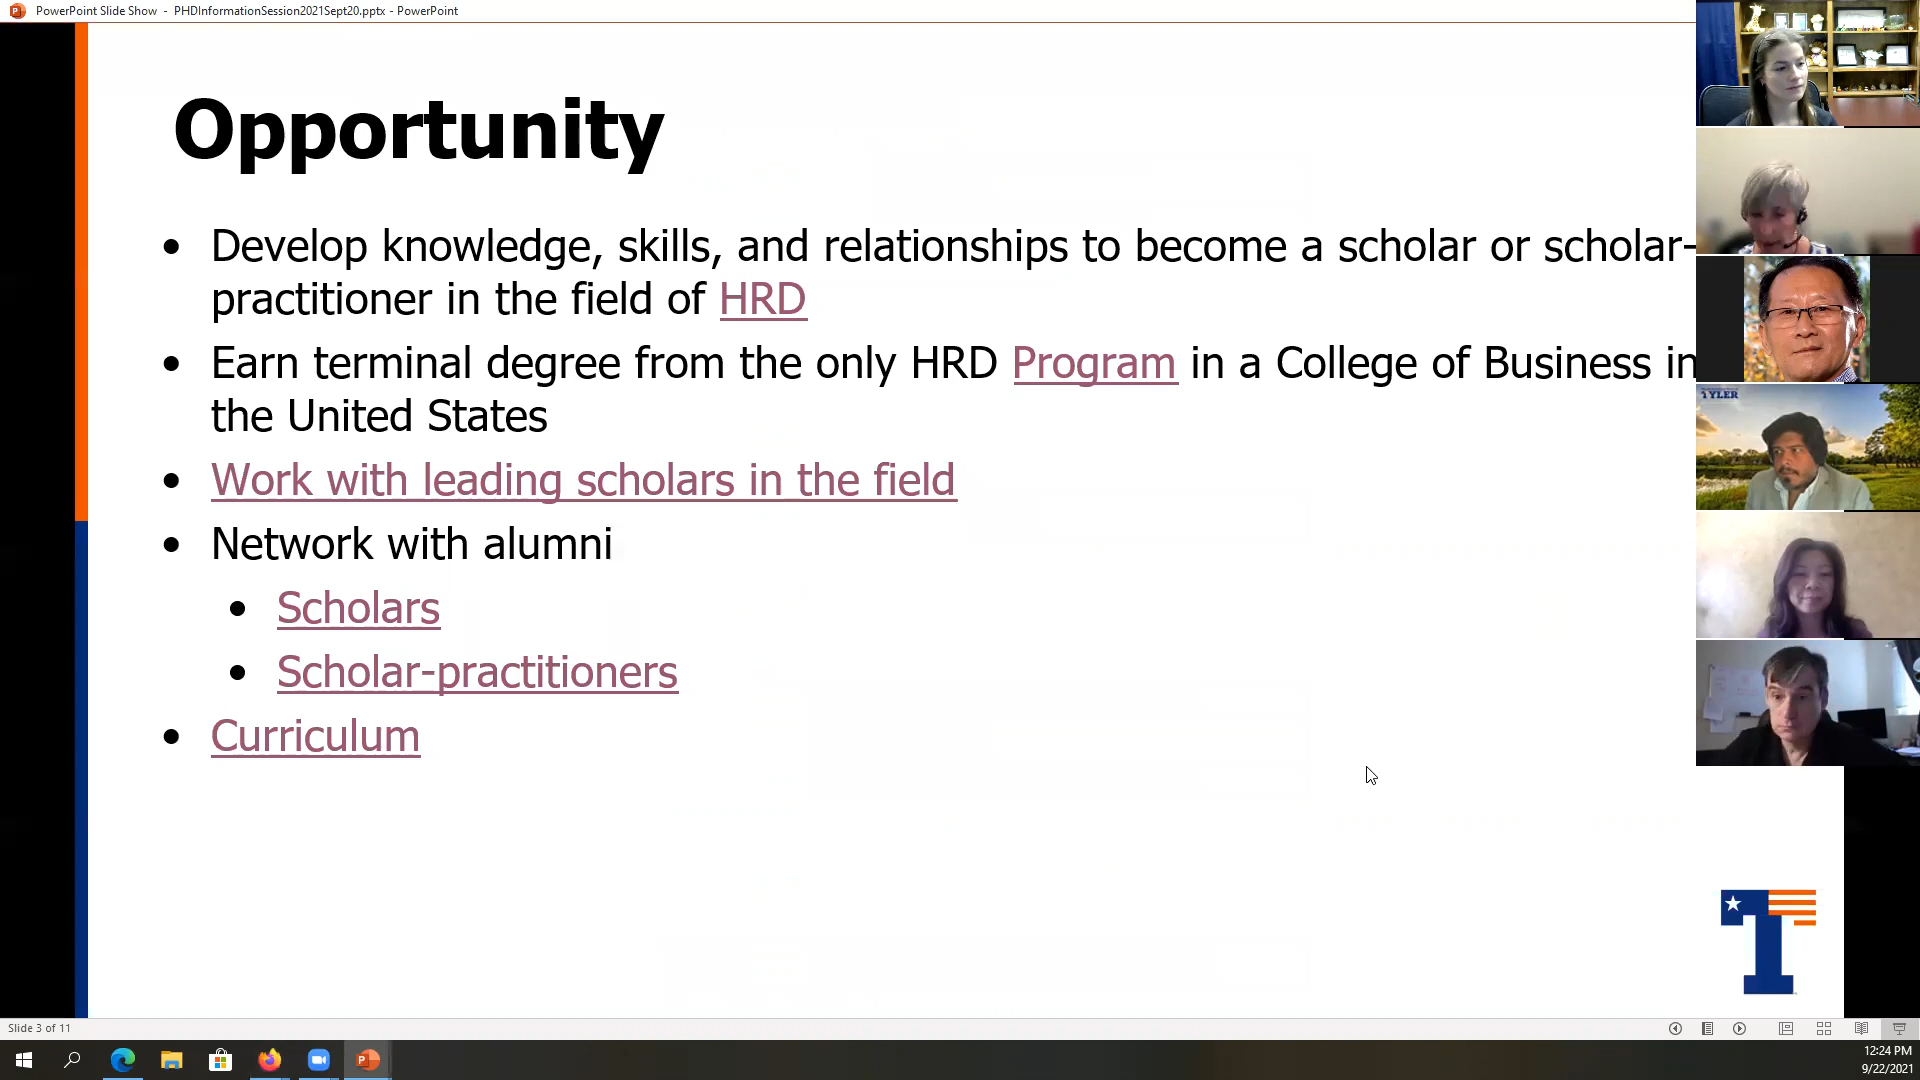 PowerPoint Slide Show - PHDInformationSession2021Sept20.pptx - PowerPoint
Opportunity
• Develop knowledge, skills, and relationships to become a scholar or scholar-
practitioner in the field of HRD
• Earn terminal degree from the only HRD Program in a College of Business in
the United States
• Work with leading scholars in the field
• Network with alumni
• Scholars
• Scholar-practitioners
• Curriculum
TYLER
Slide 3 of 11
12:24 PM
9/22/2021